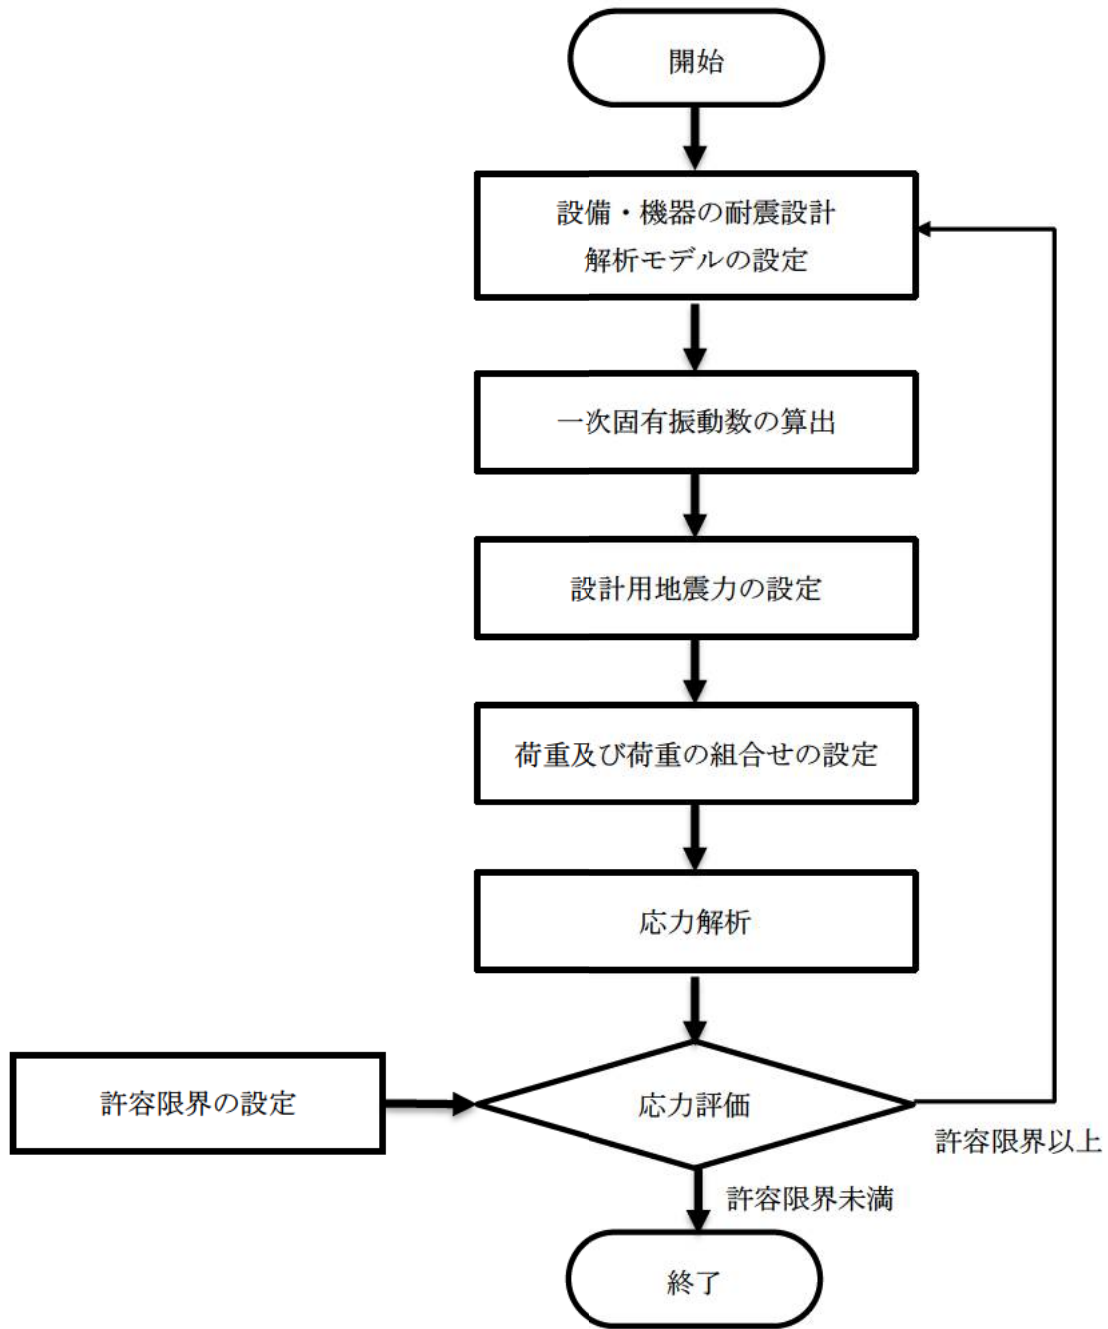 開始
設備・機器の耐震設計
解析モデルの設定
一次固有振動数の算出
設計用地震力の設定
荷重及び荷重の組合せの設定
応力解析
許容限界の設定
応力評価
許容限界以上
許容限界未満
終了